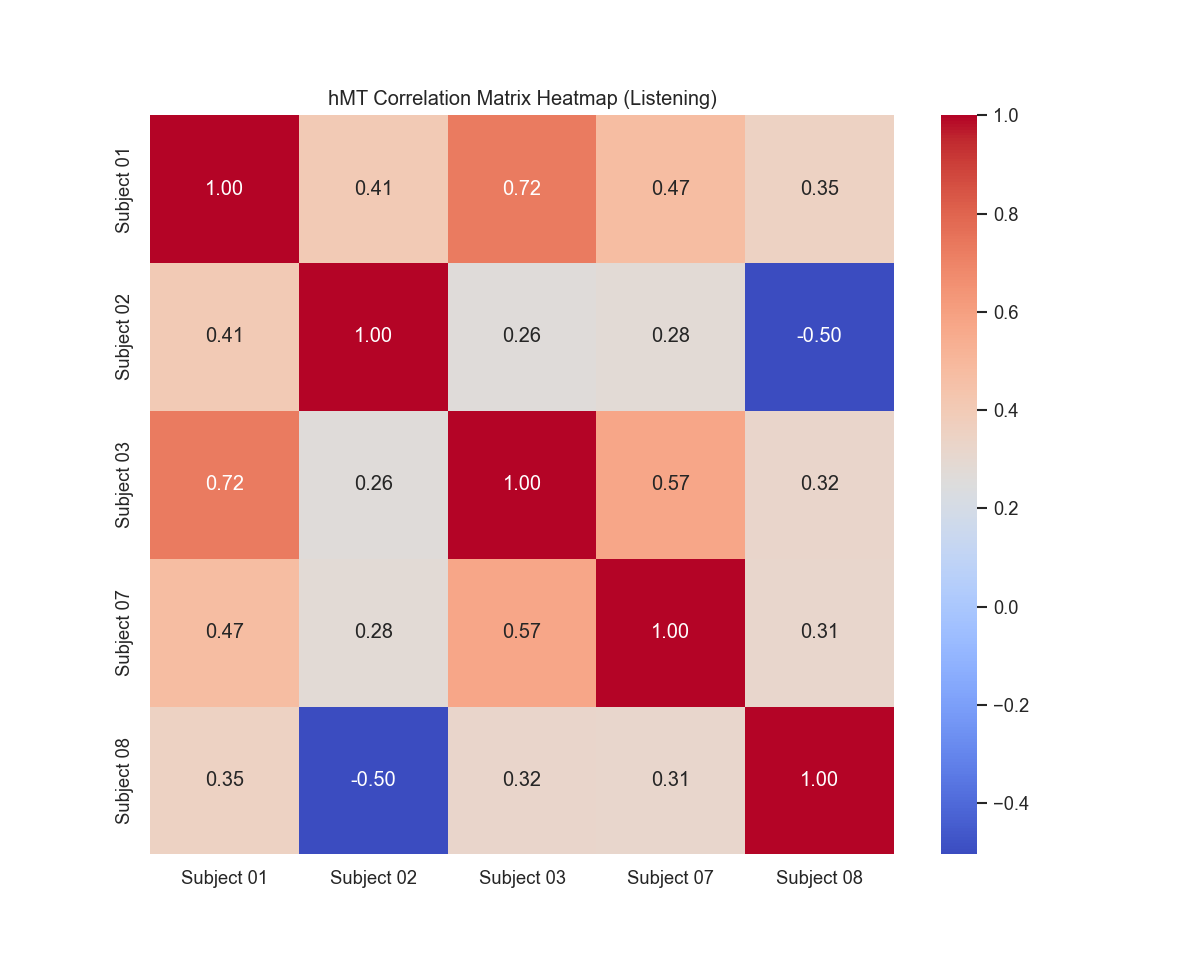 hMT Correlation Matrix Heatmap (Listening)
Subject 01
1.00 0.41 0.72 0.47 0.35
Subject 02
0.41 1.00 0.26 0.28 -0.50
Subject 03
0.72 0.26 1.00 0.57 0.32
Subject 07
0.47 0.28 0.57 1.00 0.31
Subject 08
0.35 -0.50 0.32 0.31 1.00
Subject 01 Subject 02 Subject 03 Subject 07 Subject 08
1.0
0.8
0.6
0.4
0.2
0.0
−0.2
−0.4